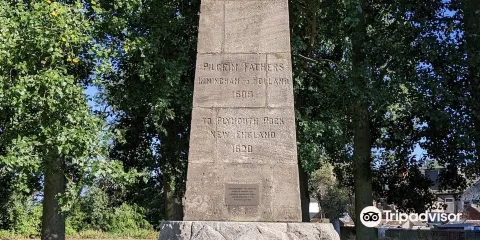 PILGRIM FATHERS
IMMINGHAM TO HOLLAND
1608
TO PLYMOUTH ROCK
NEW ENGLAND
1620
Tripadvisor